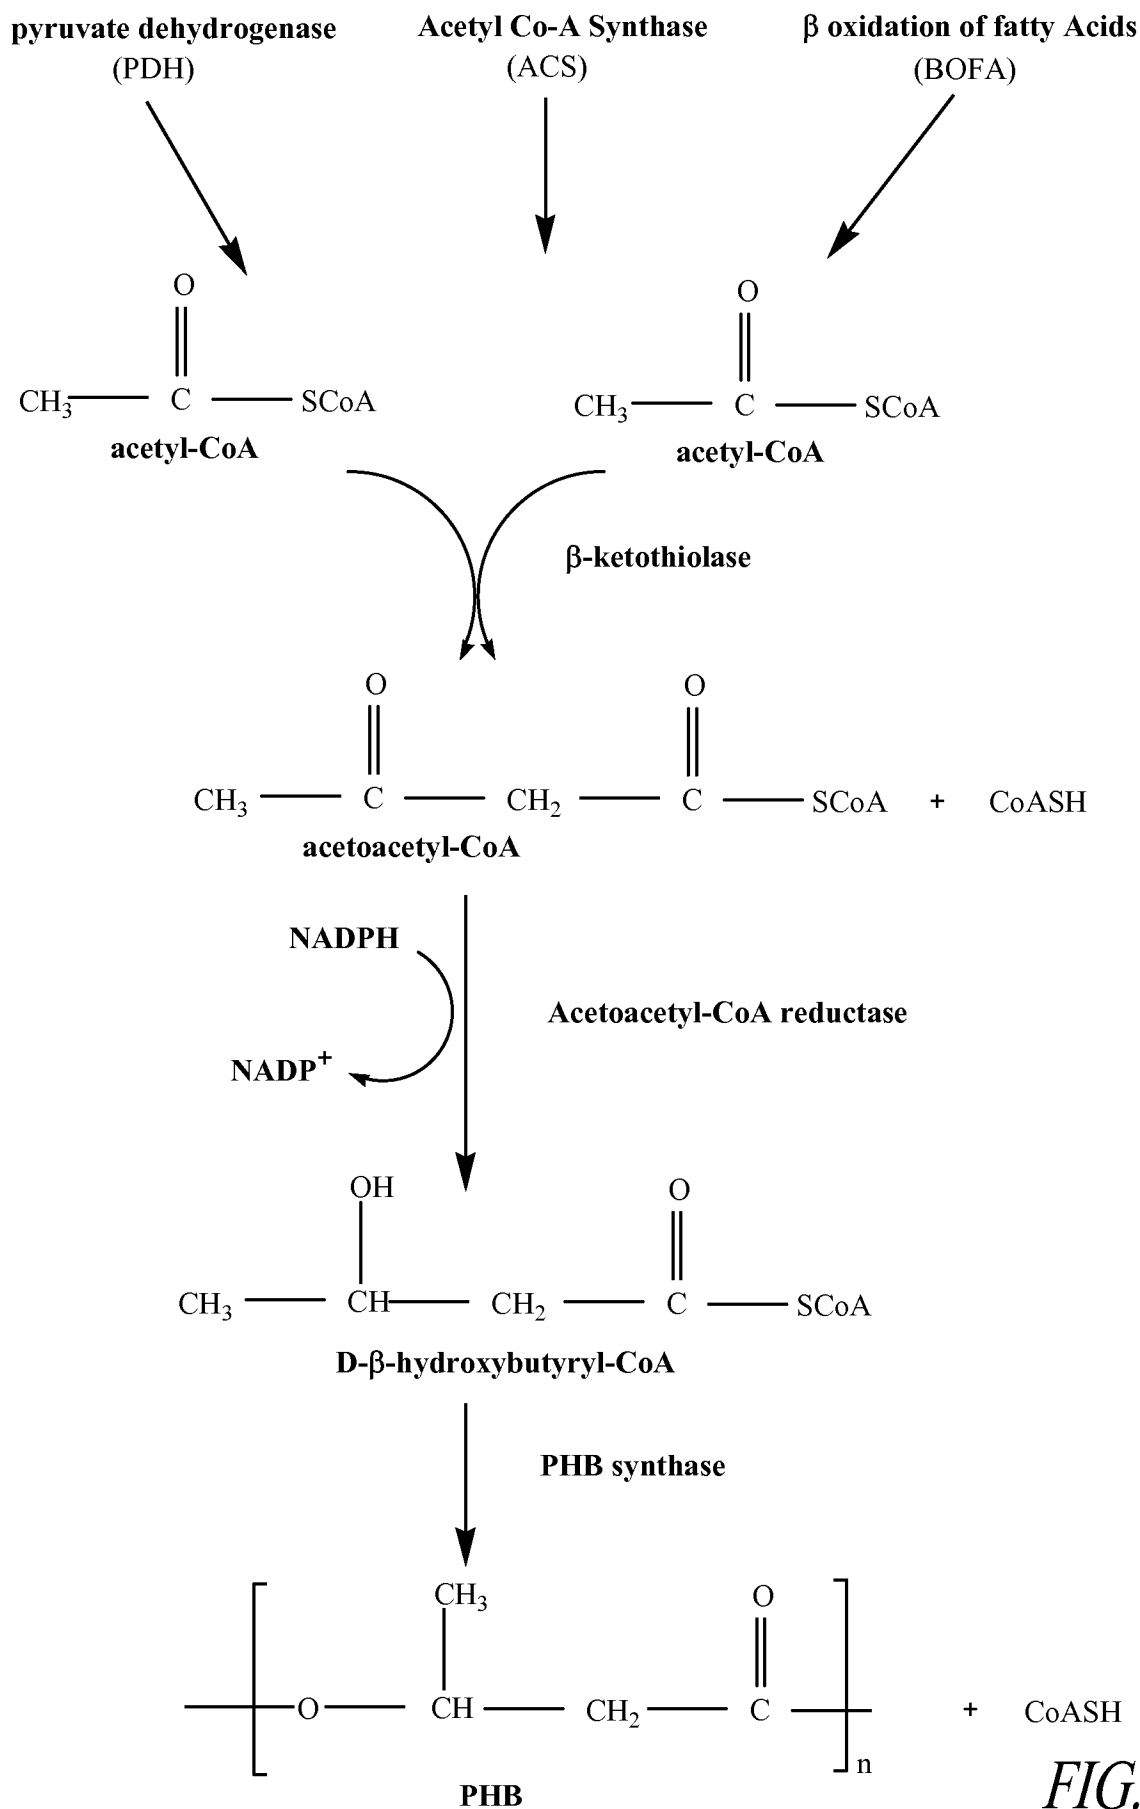 pyruvate dehydrogenase Acetyl Co-A Synthase β oxidation of fatty Acids
(PDH) (ACS) (BOFA)
O O
CH₃ C SCoA CH₃ C SCoA
acetyl-CoA acetyl-CoA
β-ketothiolase
O O
CH₃ C CH₂ C SCoA + CoASH
acetoacetyl-CoA
NADPH
Acetoacetyl-CoA reductase
NADP⁺
OH O
CH₃ CH CH₂ C SCoA
D-β-hydroxybutyryl-CoA
PHB synthase
CH₃ O
O CH CH₂ C + CoASH
n
PHB
FIG.